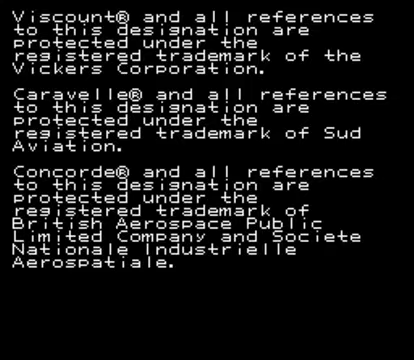 Viscount® and all references
to this designation are
protected under the
registered trademark of the
Vickers Corporation.
Caravelle® and all references
to this designation are
protected under the
registered trademark of Sud
Aviation.
Concorde® and all references
to this designation are
protected under the
registered trademark of
British Aerospace Public
Limited Company and Societe
Nationale Industrielle
Aerospatiale.